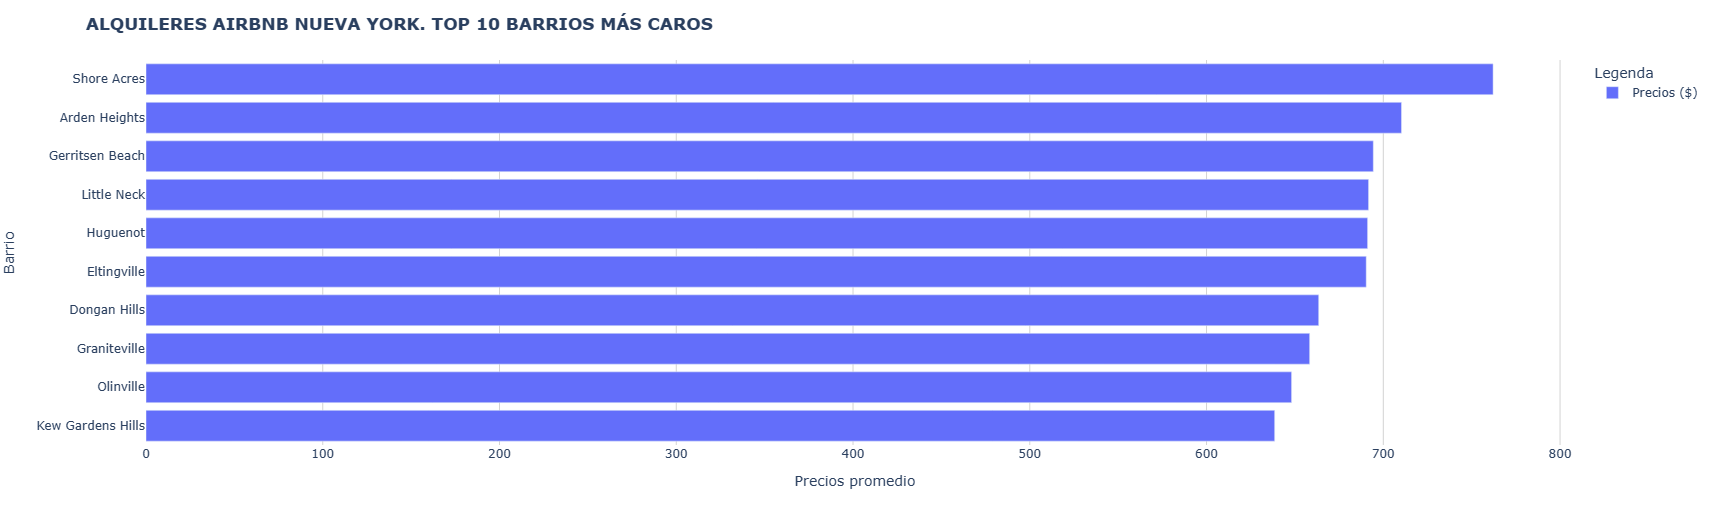 ALQUILERES AIRBNB NUEVA YORK. TOP 10 BARRIOS MÁS CAROS
Legenda
Precios ($)
Barrio
Shore Acres
Arden Heights
Gerritsen Beach
Little Neck
Huguenot
Eltingville
Dongan Hills
Graniteville
Olinville
Kew Gardens Hills
0 100 200 300 400 500 600 700 800
Precios promedio